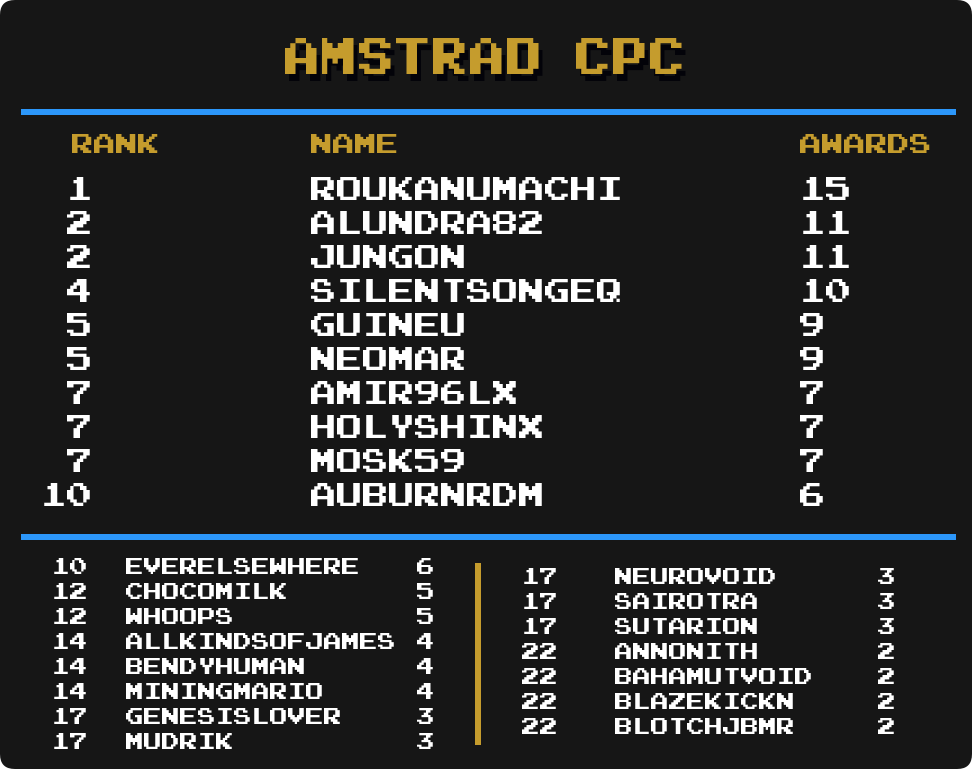 AMSTRAD CPC
RANK NAME AWARDS
1 ROUKANUMACHI 15
2 ALUNDRA82 11
2 JUNGON 11
4 SILENTSONGEQ 10
5 GUINEU 9
5 NEOMAR 9
7 AMIR96LX 7
7 HOLYSHINX 7
7 MOSK59 7
10 AUBURNRDM 6
10 EVERELSEWHERE 6
12 CHOCOMILK 5
12 WHOOPS 5
14 ALLKINDSOFJAMES 4
14 BENDYHUMAN 4
14 MININGMARIO 4
17 GENESISLOVER 3
17 MUDRIK 3
17 NEUROVOID 3
17 SAIROTRA 3
17 SUTARION 3
22 ANNONITH 2
22 BAHAMUTVOID 2
22 BLAZEKICKN 2
22 BLOTCHJBMR 2